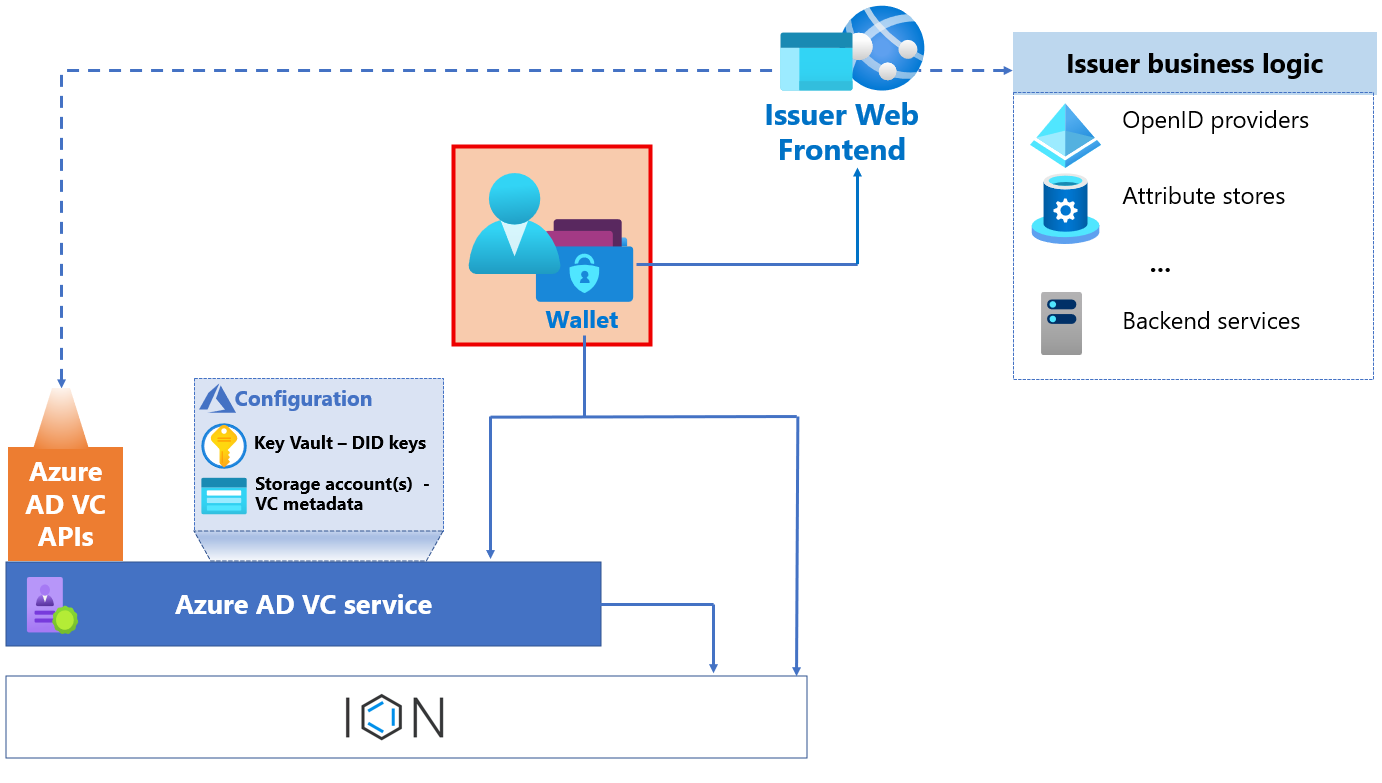 Issuer Web
Frontend
Issuer business logic
OpenID providers
Attribute stores
...
Backend services
Wallet
Configuration
Key Vault – DID keys
Storage account(s)  -
VC metadata
Azure
AD VC
APIs
Azure AD VC service
ION